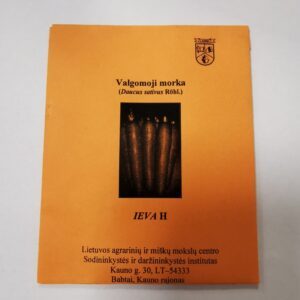 Valgomoji morka
(Daucus sativus Röhl.)
IEVA H
Lietuvos agrarinių ir miškų mokslų centro
Sodininkystės ir daržininkystės institutas
Kauno g. 30, LT–54333
Babtai, Kauno rajonas